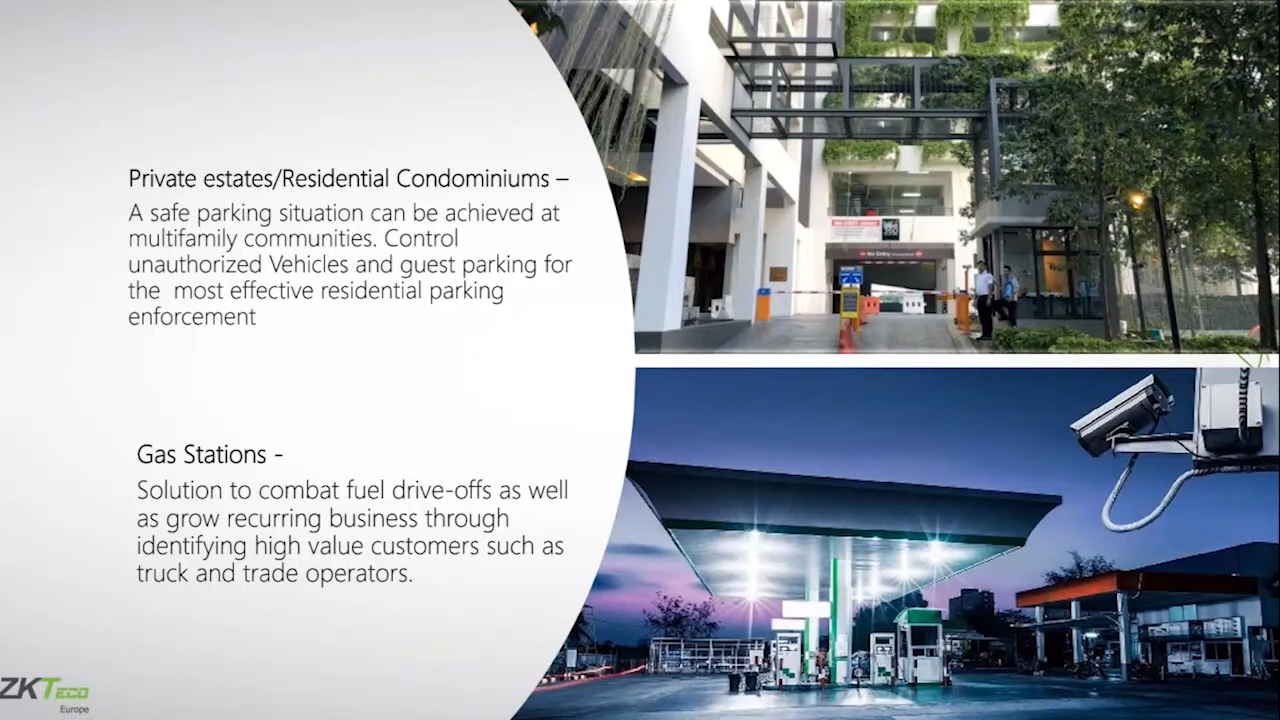 Private estates/Residential Condominiums –
A safe parking situation can be achieved at
multifamily communities. Control
unauthorized Vehicles and guest parking for
the  most effective residential parking
enforcement
No Entry
Gas Stations -
Solution to combat fuel drive-offs as well
as grow recurring business through
identifying high value customers such as
truck and trade operators.
ZKTeco
Europe